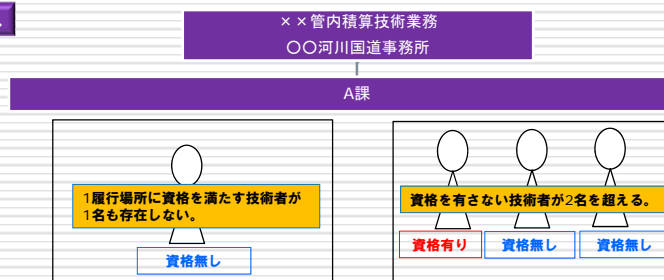 ××管内積算技術業務
〇〇河川国道事務所
A課
1履行場所に資格を満たす技術者が
1名も存在しない。
資格無し
資格を有さない技術者が2名を超える。
資格有り
資格無し
資格無し